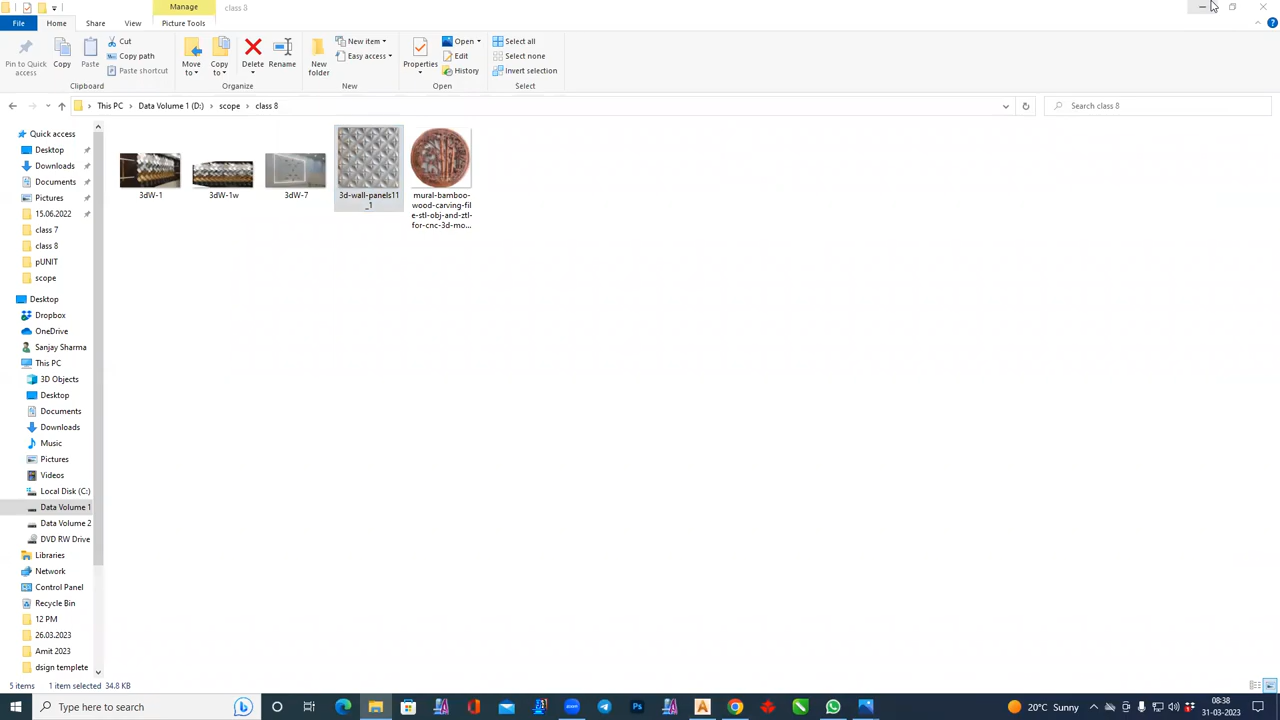 Manage
class 8
File
Home
Share
View
Picture Tools
Pin to Quick access
Copy
Paste
Cut
Copy path
Paste shortcut
Move to
Copy to
Delete
Rename
New folder
New item
Easy access
Properties
Open
Edit
History
Select all
Select none
Invert selection
Clipboard
Organize
New
Open
Select
This PC
Data Volume 1 (D:)
scope
class 8
Search class 8
Quick access
Desktop
Downloads
Documents
Pictures
15.06.2022
class 7
class 8
pUNIT
scope
Desktop
Dropbox
OneDrive
Sanjay Sharma
This PC
3D Objects
Desktop
Documents
Downloads
Music
Pictures
Videos
Local Disk (C:)
Data Volume 1
Data Volume 2
DVD RW Drive
Libraries
Network
Control Panel
Recycle Bin
12 PM
26.03.2023
Amit 2023
dsign templete
3dW-1
3dW-1w
3dW-7
3d-wall-panels11
_1
mural-bamboo-
wood-carving-fil
e-stl-obj-and-ztl-
for-cnc-3d-mo...
5 items
1 item selected
34.8 KB
Type here to search
20°C Sunny
08:38
31-03-2023